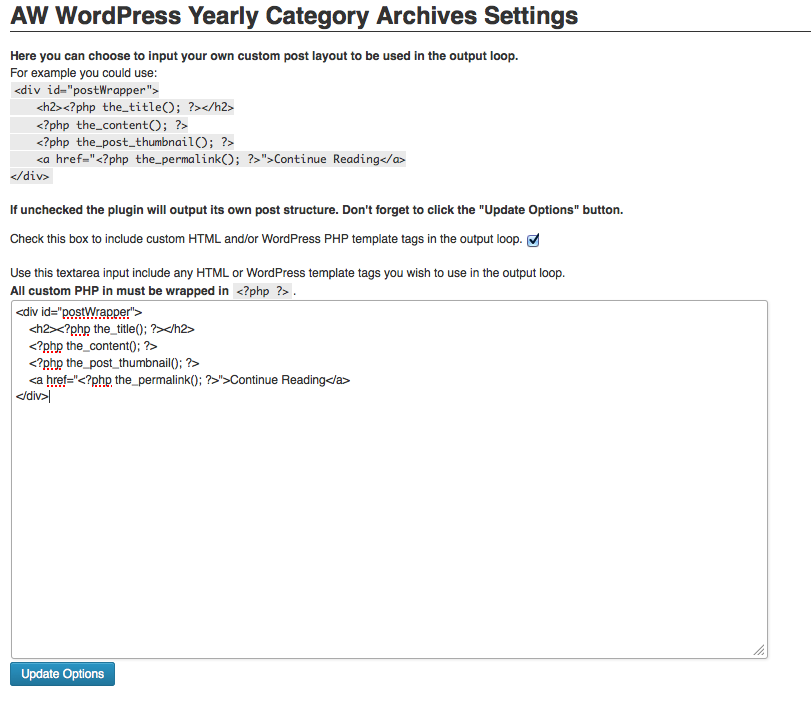 AW WordPress Yearly Category Archives Settings
Here you can choose to input your own custom post layout to be used in the output loop.
For example you could use:
<div id="postWrapper">
    <h2><?php the_title(); ?></h2>
    <?php the_content(); ?>
    <?php the_post_thumbnail(); ?>
    <a href="<?php the_permalink(); ?>">Continue Reading</a>
</div>
If unchecked the plugin will output its own post structure. Don't forget to click the "Update Options" button.
Check this box to include custom HTML and/or WordPress PHP template tags in the output loop.
Use this textarea input include any HTML or WordPress template tags you wish to use in the output loop.
All custom PHP in must be wrapped in <?php ?> .
<div id="postWrapper">
    <h2><?php the_title(); ?></h2>
    <?php the_content(); ?>
    <?php the_post_thumbnail(); ?>
    <a href="<?php the_permalink(); ?>">Continue Reading</a>
</div>
Update Options